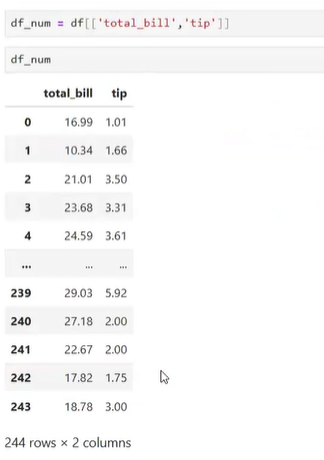 df_num = df[['total_bill','tip']]
df_num
total_bill tip
0 16.99 1.01
1 10.34 1.66
2 21.01 3.50
3 23.68 3.31
4 24.59 3.61
... ... ...
239 29.03 5.92
240 27.18 2.00
241 22.67 2.00
242 17.82 1.75
243 18.78 3.00
244 rows × 2 columns